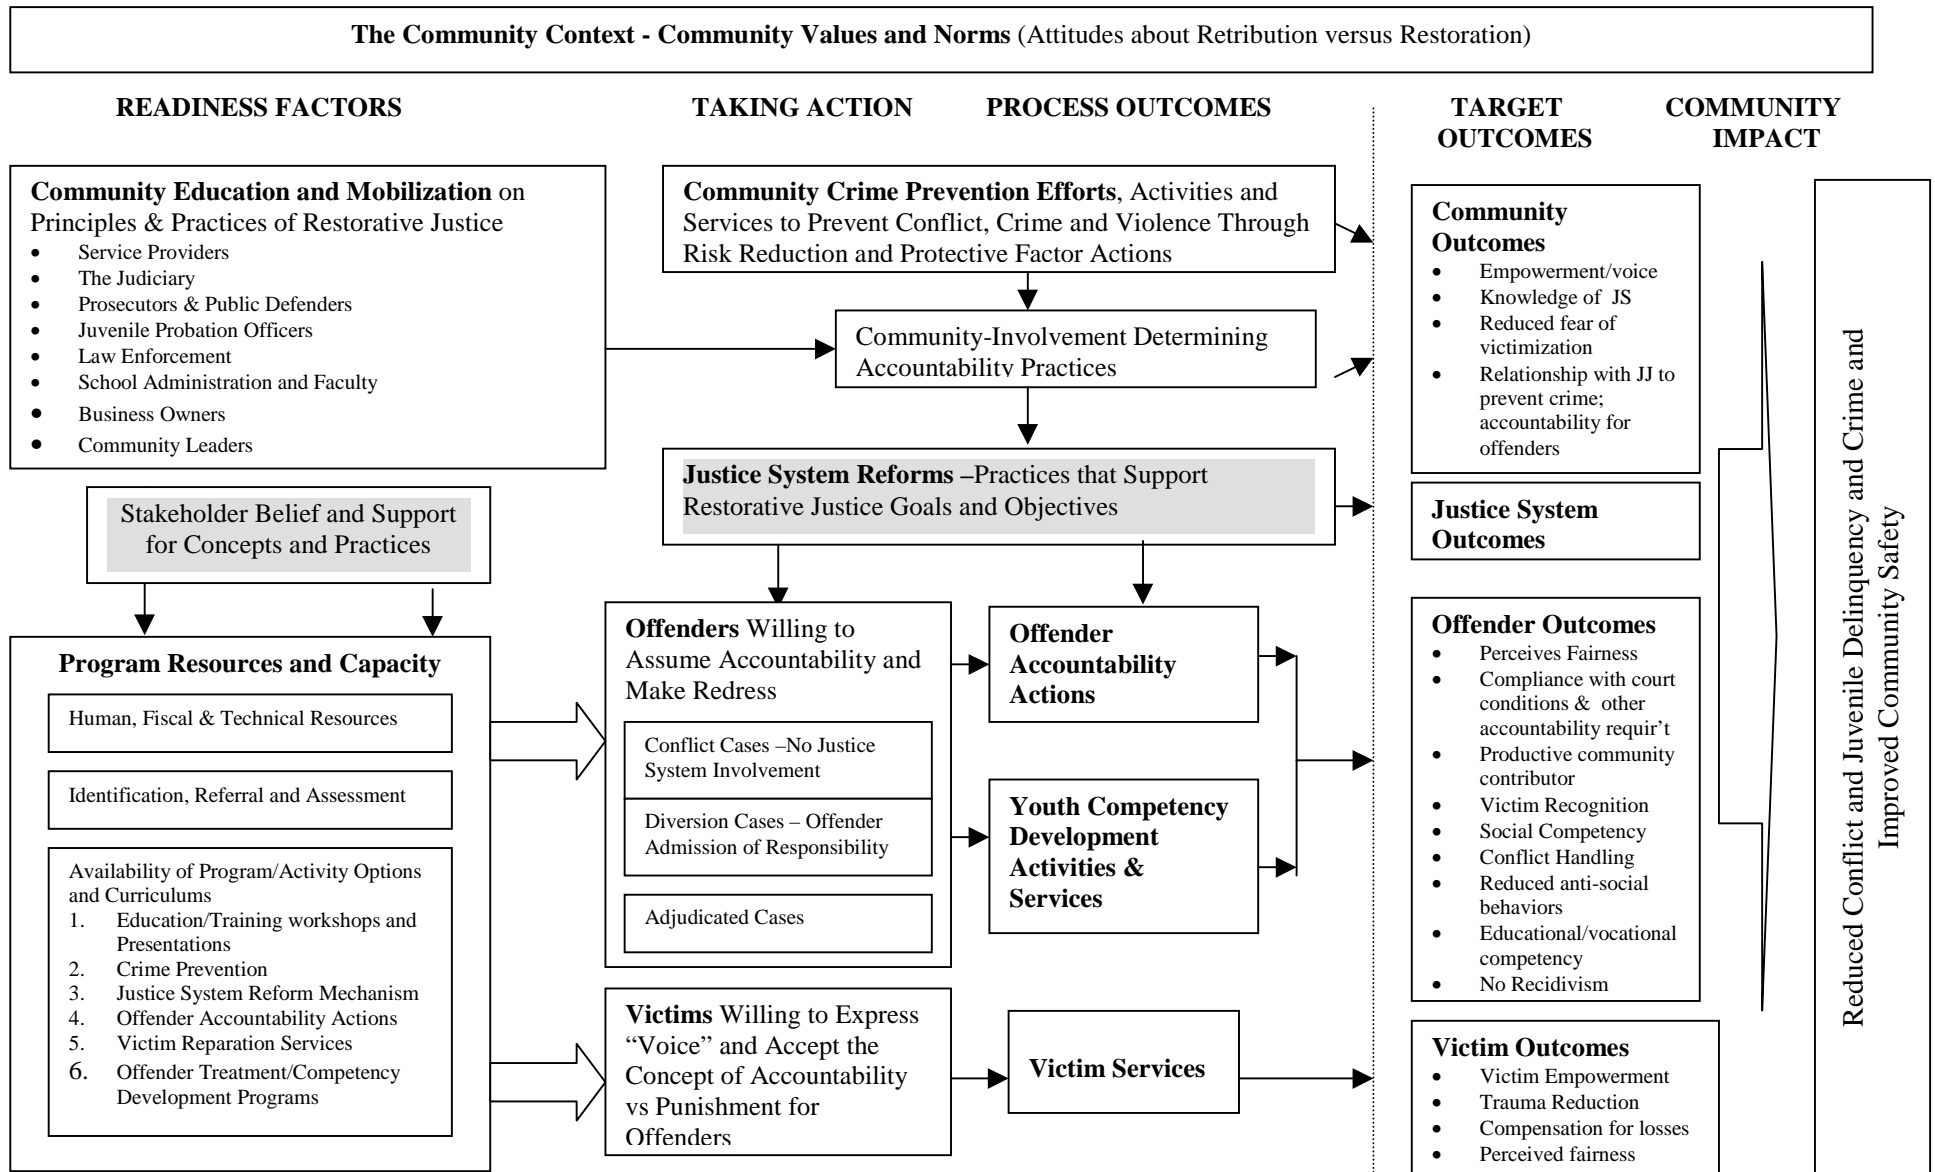 The Community Context - Community Values and Norms (Attitudes about Retribution versus Restoration)
READINESS FACTORS
TAKING ACTION
PROCESS OUTCOMES
TARGET
OUTCOMES
COMMUNITY
IMPACT
Community Education and Mobilization on
Principles & Practices of Restorative Justice
• Service Providers
• The Judiciary
• Prosecutors & Public Defenders
• Juvenile Probation Officers
• Law Enforcement
• School Administration and Faculty
• Business Owners
• Community Leaders
Stakeholder Belief and Support
for Concepts and Practices
Program Resources and Capacity
Human, Fiscal & Technical Resources
Identification, Referral and Assessment
Availability of Program/Activity Options
and Curriculums
1. Education/Training workshops and
Presentations
2. Crime Prevention
3. Justice System Reform Mechanism
4. Offender Accountability Actions
5. Victim Reparation Services
6. Offender Treatment/Competency
Development Programs
Community Crime Prevention Efforts, Activities and
Services to Prevent Conflict, Crime and Violence Through
Risk Reduction and Protective Factor Actions
Community-Involvement Determining
Accountability Practices
Justice System Reforms –Practices that Support
Restorative Justice Goals and Objectives
Offenders Willing to
Assume Accountability and
Make Redress
Conflict Cases –No Justice
System Involvement
Diversion Cases – Offender
Admission of Responsibility
Adjudicated Cases
Victims Willing to Express
“Voice” and Accept the
Concept of Accountability
vs Punishment for
Offenders
Offender
Accountability
Actions
Youth Competency
Development
Activities &
Services
Victim Services
Community
Outcomes
• Empowerment/voice
• Knowledge of JS
• Reduced fear of
victimization
• Relationship with JJ to
prevent crime;
accountability for
offenders
Justice System
Outcomes
Offender Outcomes
• Perceives Fairness
• Compliance with court
conditions & other
accountability requir’t
• Productive community
contributor
• Victim Recognition
• Social Competency
• Conflict Handling
• Reduced anti-social
behaviors
• Educational/vocational
competency
• No Recidivism
Victim Outcomes
• Victim Empowerment
• Trauma Reduction
• Compensation for losses
• Perceived fairness
Reduced Conflict and Juvenile Delinquency and Crime and
Improved Community Safety